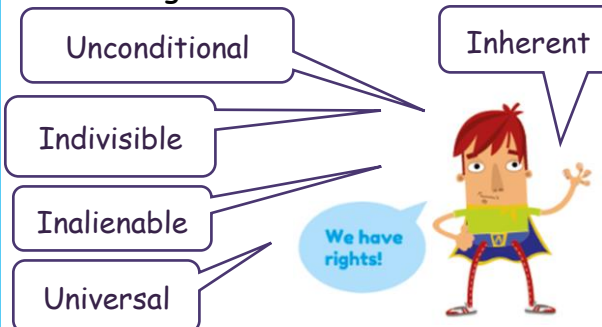 Unconditional
Inherent
Indivisible
Inalienable
We have
rights!
Universal